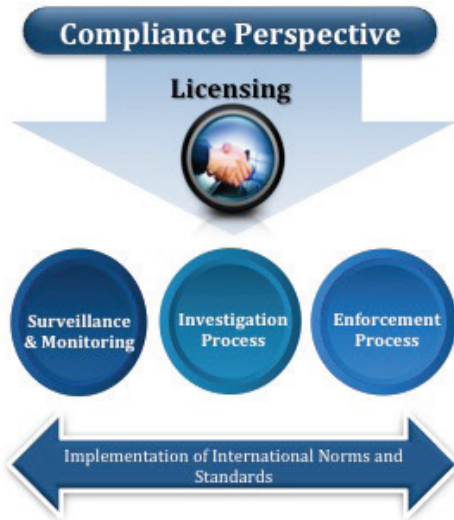 Compliance Perspective
Licensing
Surveillance
& Monitoring
Investigation
Process
Enforcement
Process
Implementation of International Norms and
Standards